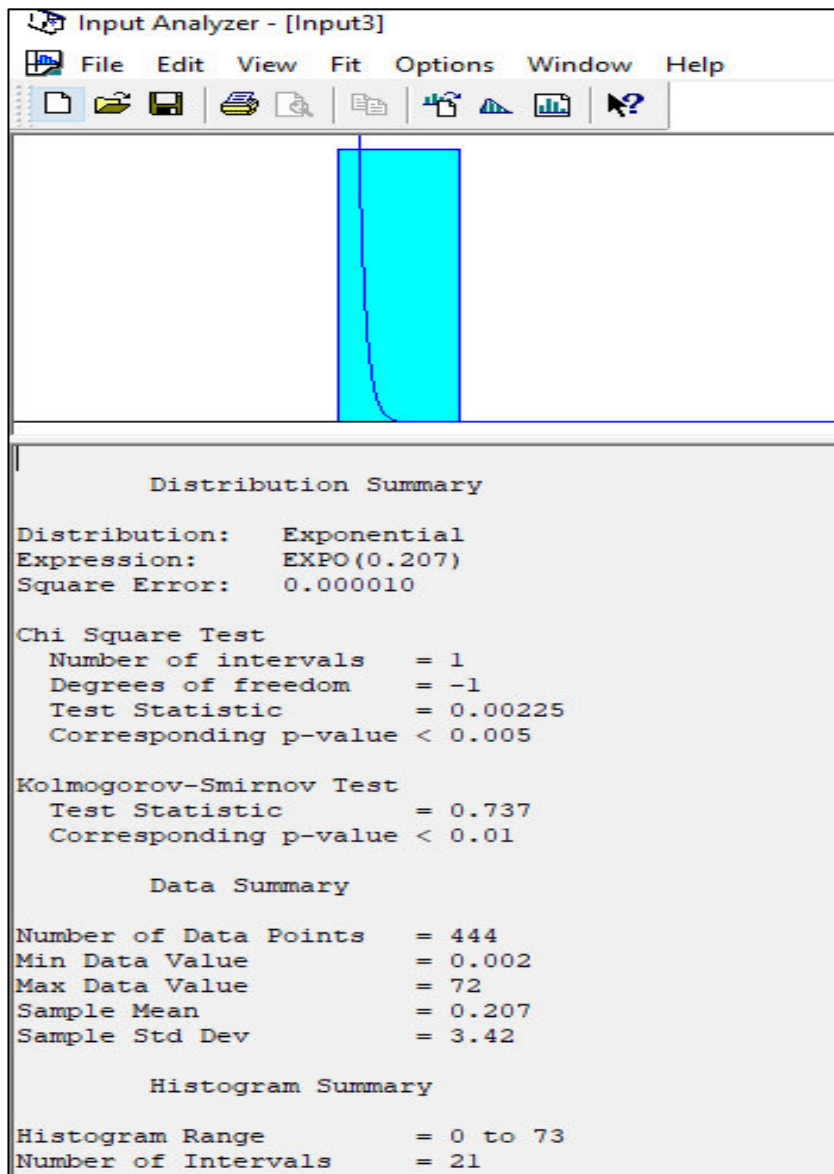 Input Analyzer - [Input3]
File Edit View Fit Options Window Help
Distribution Summary
Distribution: Exponential
Expression: EXPO(0.207)
Square Error: 0.000010
Chi Square Test
Number of intervals = 1
Degrees of freedom = -1
Test Statistic = 0.00225
Corresponding p-value < 0.005
Kolmogorov-Smirnov Test
Test Statistic = 0.737
Corresponding p-value < 0.01
Data Summary
Number of Data Points = 444
Min Data Value = 0.002
Max Data Value = 72
Sample Mean = 0.207
Sample Std Dev = 3.42
Histogram Summary
Histogram Range = 0 to 73
Number of Intervals = 21